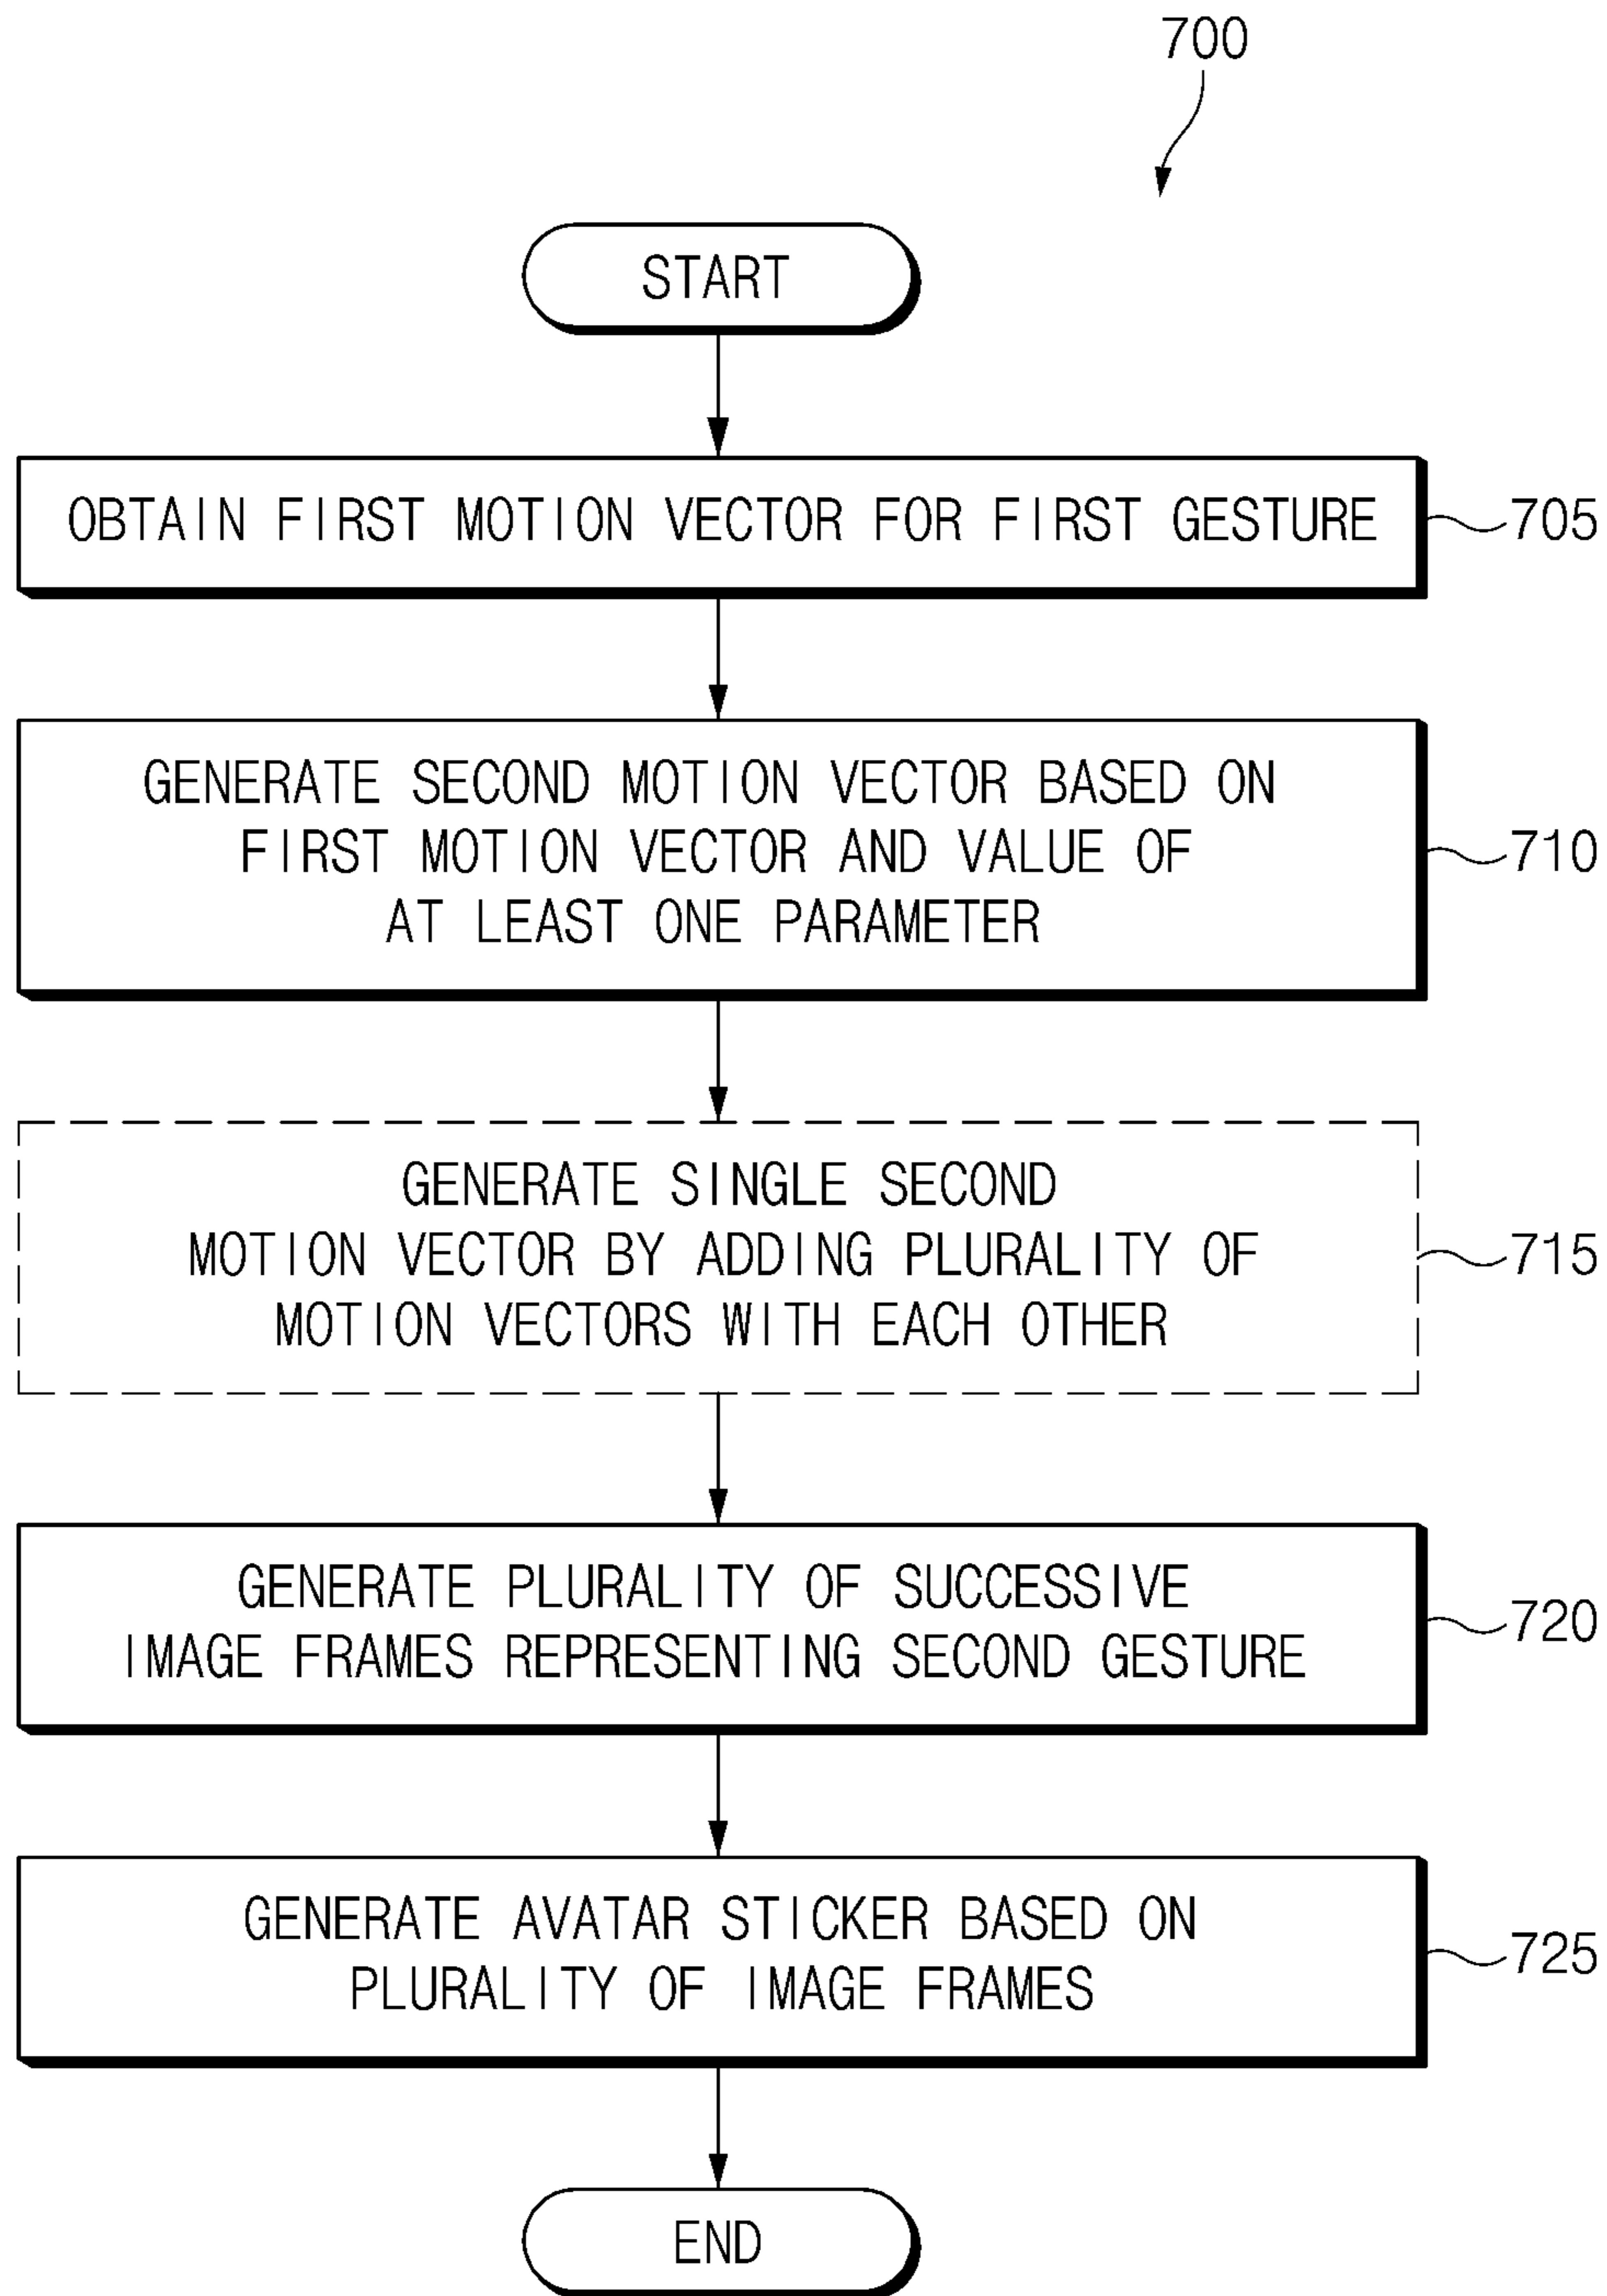 700
START
OBTAIN FIRST MOTION VECTOR FOR FIRST GESTURE
705
GENERATE SECOND MOTION VECTOR BASED ON
FIRST MOTION VECTOR AND VALUE OF
AT LEAST ONE PARAMETER
710
GENERATE SINGLE SECOND
MOTION VECTOR BY ADDING PLURALITY OF
MOTION VECTORS WITH EACH OTHER
715
GENERATE PLURALITY OF SUCCESSIVE
IMAGE FRAMES REPRESENTING SECOND GESTURE
720
GENERATE AVATAR STICKER BASED ON
PLURALITY OF IMAGE FRAMES
725
END